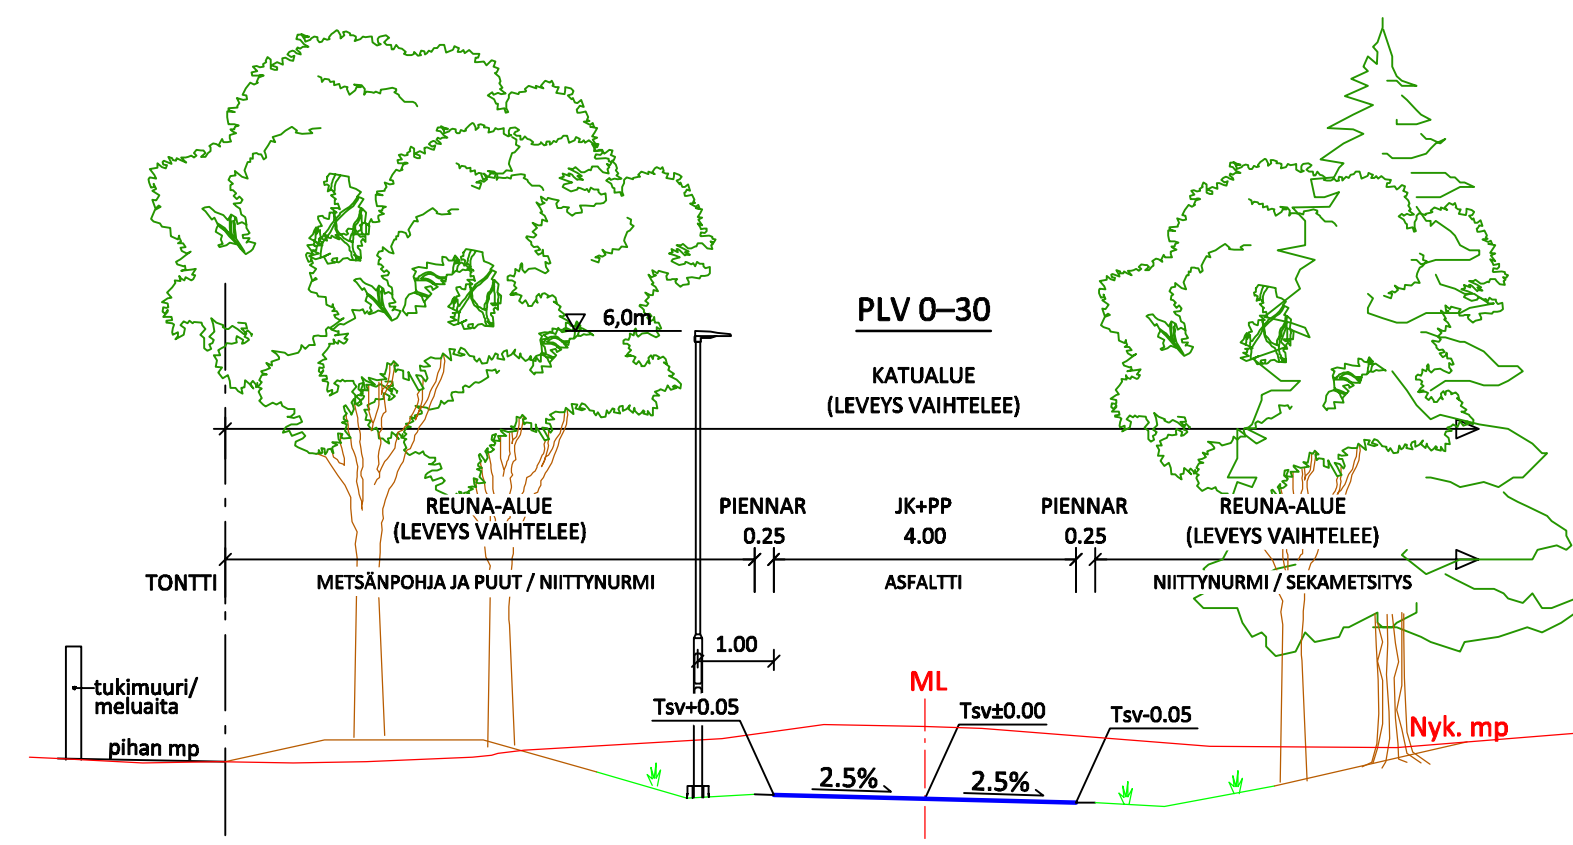 PLV 0–30
6,0m
KATUALUE
(LEVEYS VAIHTELEE)
REUNA-ALUE
(LEVEYS VAIHTELEE)
PIENNAR
0.25
JK+PP
4.00
PIENNAR
0.25
REUNA-ALUE
(LEVEYS VAIHTELEE)
TONTTI
METSÄNPOHJA JA PUUT / NIITTYNURMI
ASFALTTI
NIITTYNURMI / SEKAMETSITYS
1.00
tukimuuri/
meluaita
ML
Tsv+0.05
Tsv±0.00
Tsv-0.05
Nyk. mp
pihan mp
2.5%
2.5%